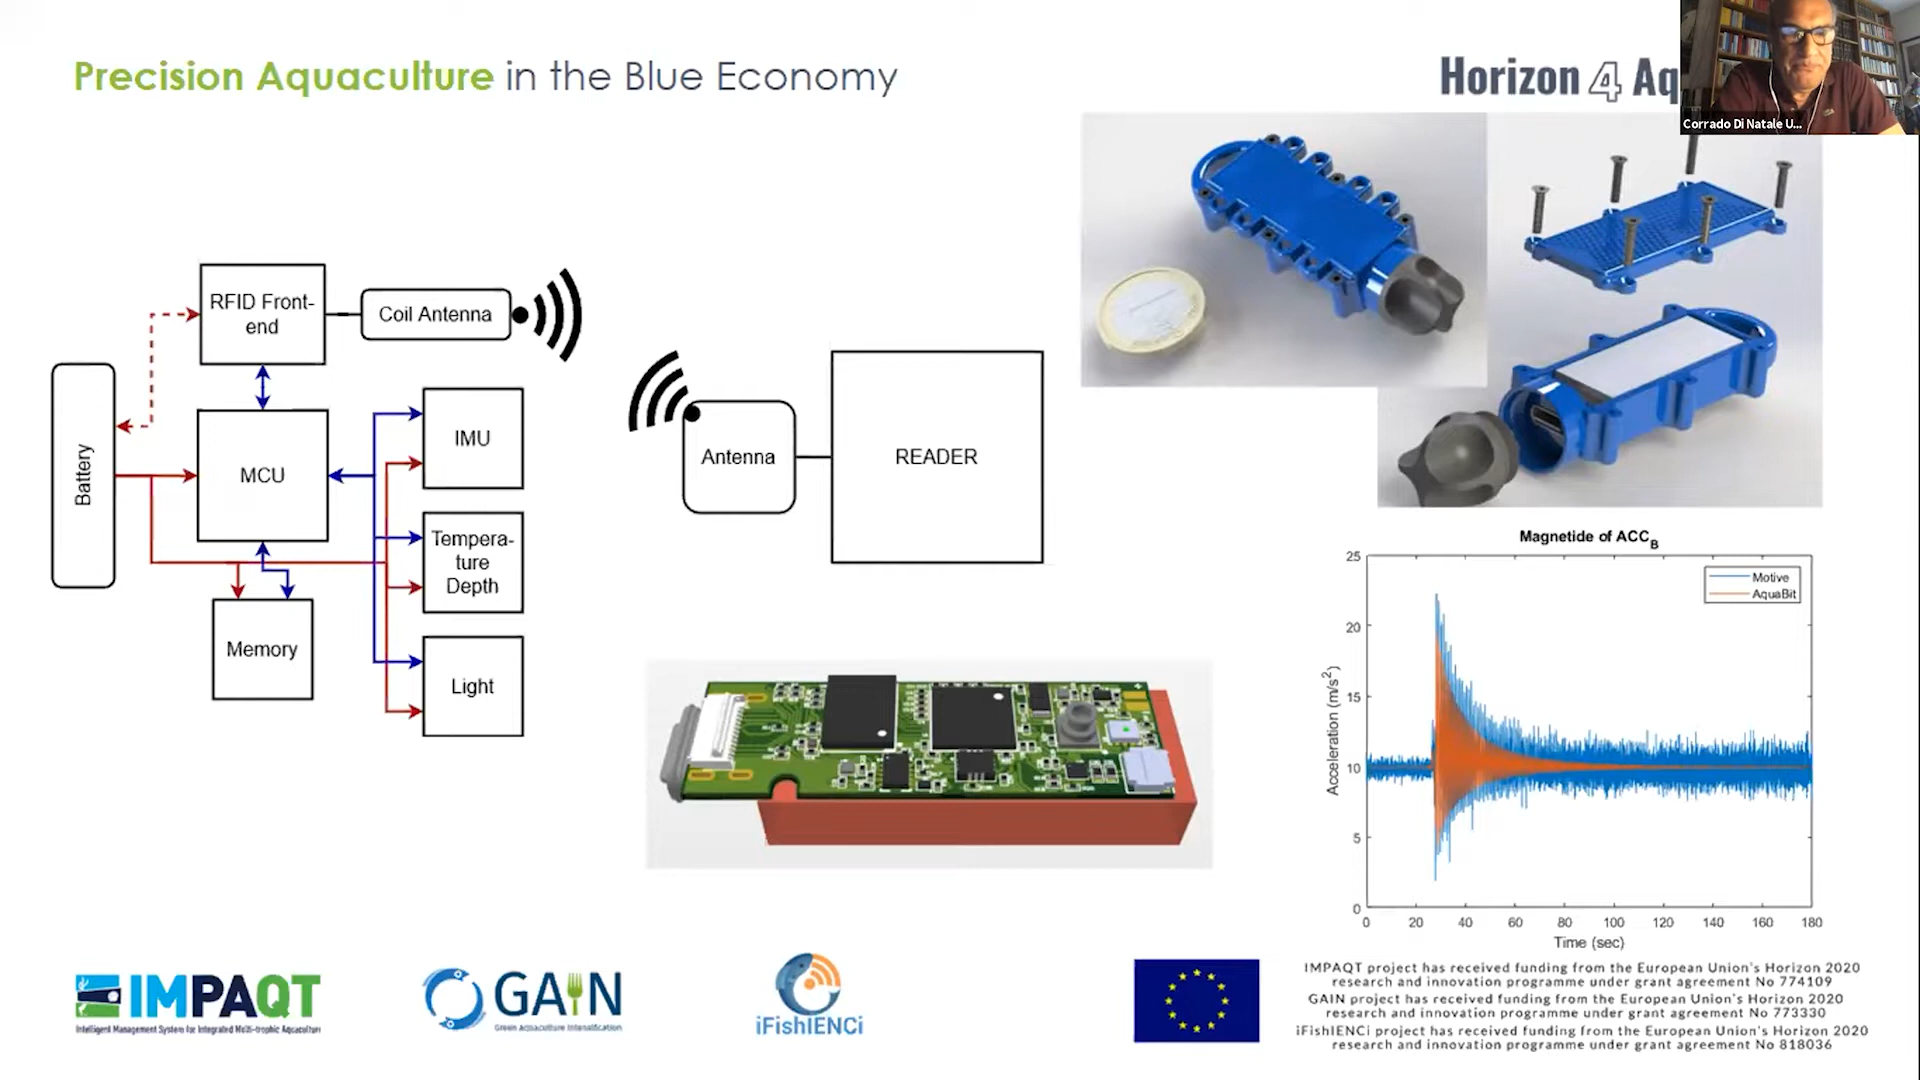 Precision Aquaculture in the Blue Economy
Horizon 4 Aq
Corrado Di Natale U...
RFID Front-
end
Coil Antenna
Battery
MCU
IMU
Tempera-
ture
Depth
Memory
Light
Antenna
READER
Magnetide of ACC_B
25
20
15
10
5
0
Acceleration (m/s²)
Motive
AquaBit
0 20 40 60 80 100 120 140 160 180
Time (sec)
IMPAQT
Intelligent Management System for Integrated Multi-trophic Aquaculture
GAIN
Green Aquaculture Intensification
iFishIENCi
IMPAQT project has received funding from the European Union's Horizon 2020
research and innovation programme under grant agreement No 774109
GAIN project has received funding from the European Union's Horizon 2020
research and innovation programme under grant agreement No 773330
iFishIENCi project has received funding from the European Union's Horizon 2020
research and innovation programme under grant agreement No 818036